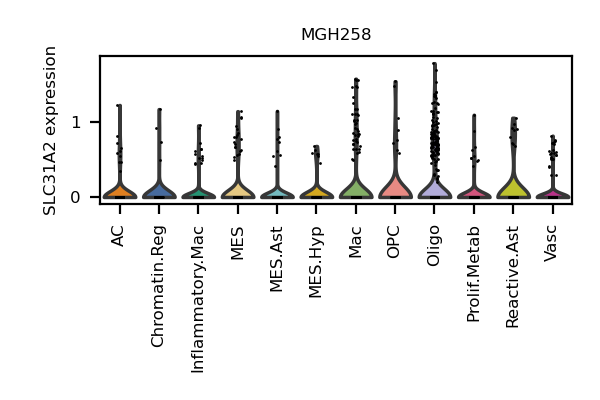 MGH258
SLC31A2 expression
1
0
AC
Chromatin.Reg
Inflammatory.Mac
MES
MES.Ast
MES.Hyp
Mac
OPC
Oligo
Prolif.Metab
Reactive.Ast
Vasc